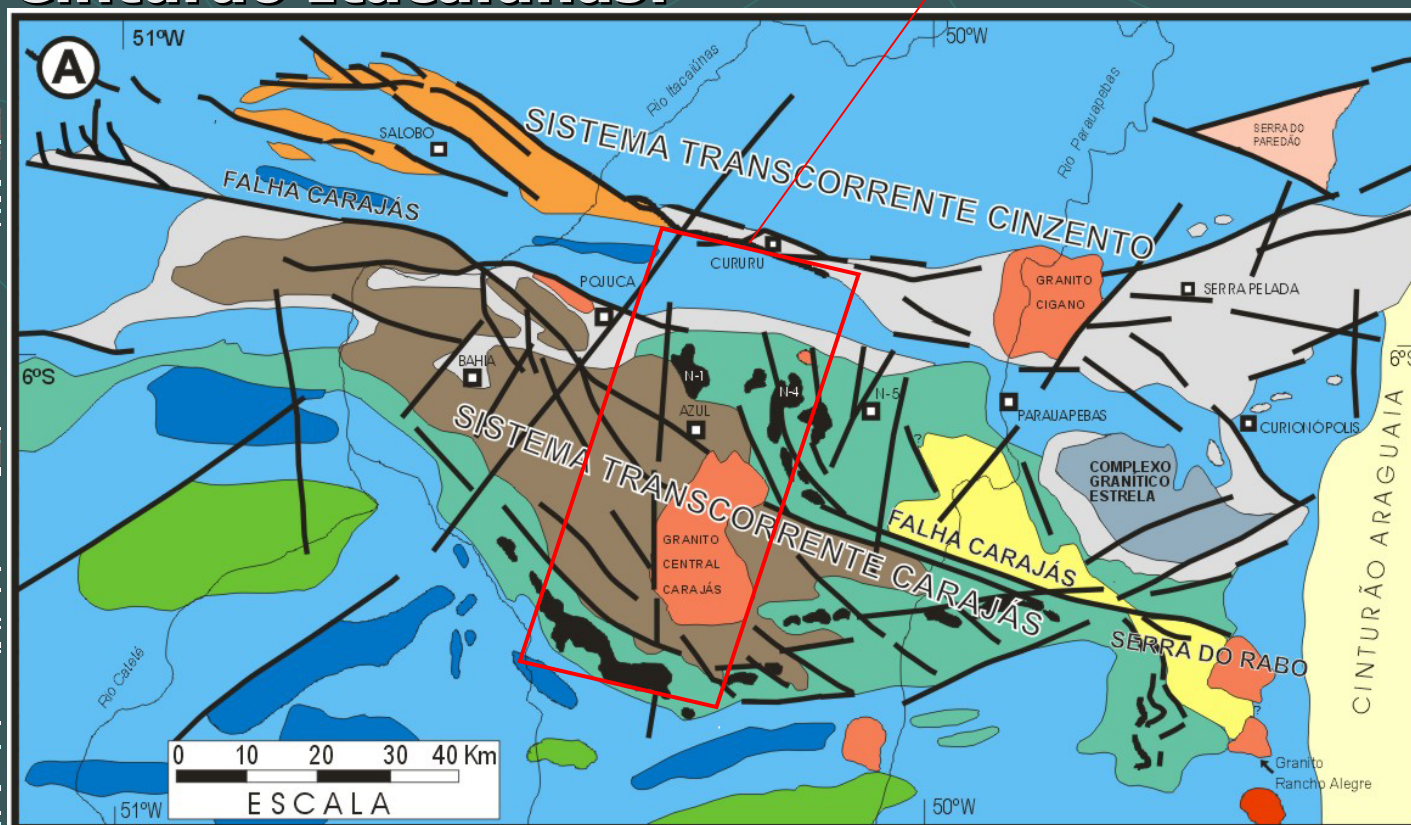 Cinturão Itacaiúnas:
A
51ºW
50ºW
Rio Itacaiúnas
Rio Parauapebas
SISTEMA TRANSCORRENTE CINZENTO
SERRA DO
PAREDÃO
SALOBO
FALHA CARAJÁS
CURURU
POJUCA
GRANITO
CIGANO
SERRA PELADA
6ºS
6ºS
BAHIA
N-1
N-4
N-5
AZUL
PARAUAPEBAS
CURIONÓPOLIS
SISTEMA TRANSCORRENTE CARAJÁS
?
COMPLEXO
GRANÍTICO
ESTRELA
FALHA CARAJÁS
GRANITO
CENTRAL
CARAJÁS
SERRA DO RABO
CINTURÃO ARAGUAIA
Rio Cateté
?
Granito
Rancho Alegre
0 10 20 30 40 Km
ESCALA
51ºW
50ºW